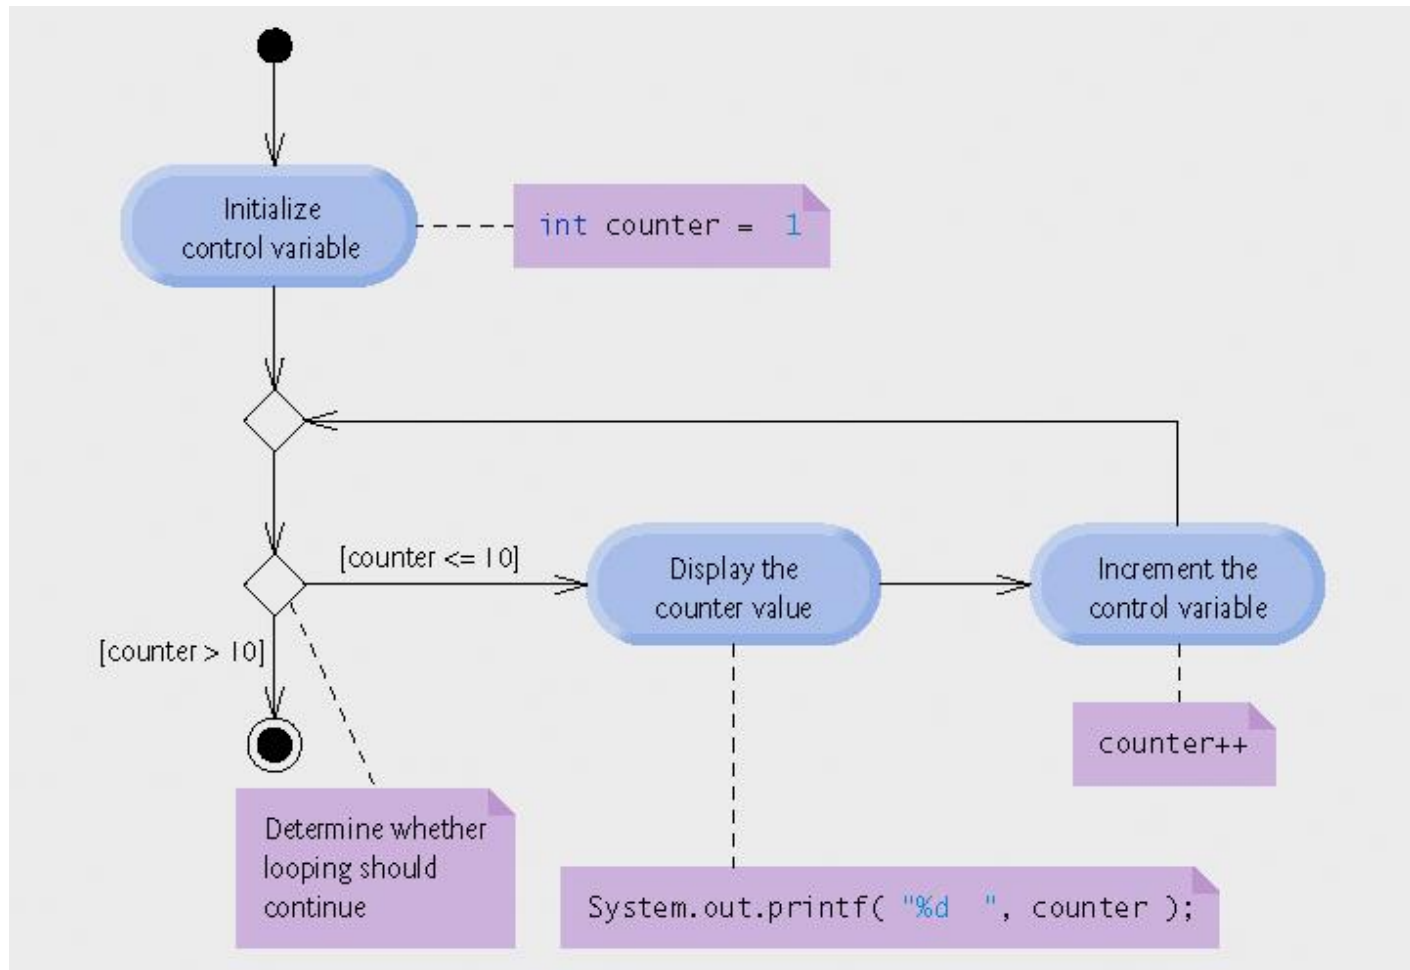 Initialize
control variable
int counter =  1
[counter <= 10]
Display the
counter value
Increment the
control variable
[counter > 10]
counter++
Determine whether
looping should
continue
System.out.printf( "%d  ", counter );